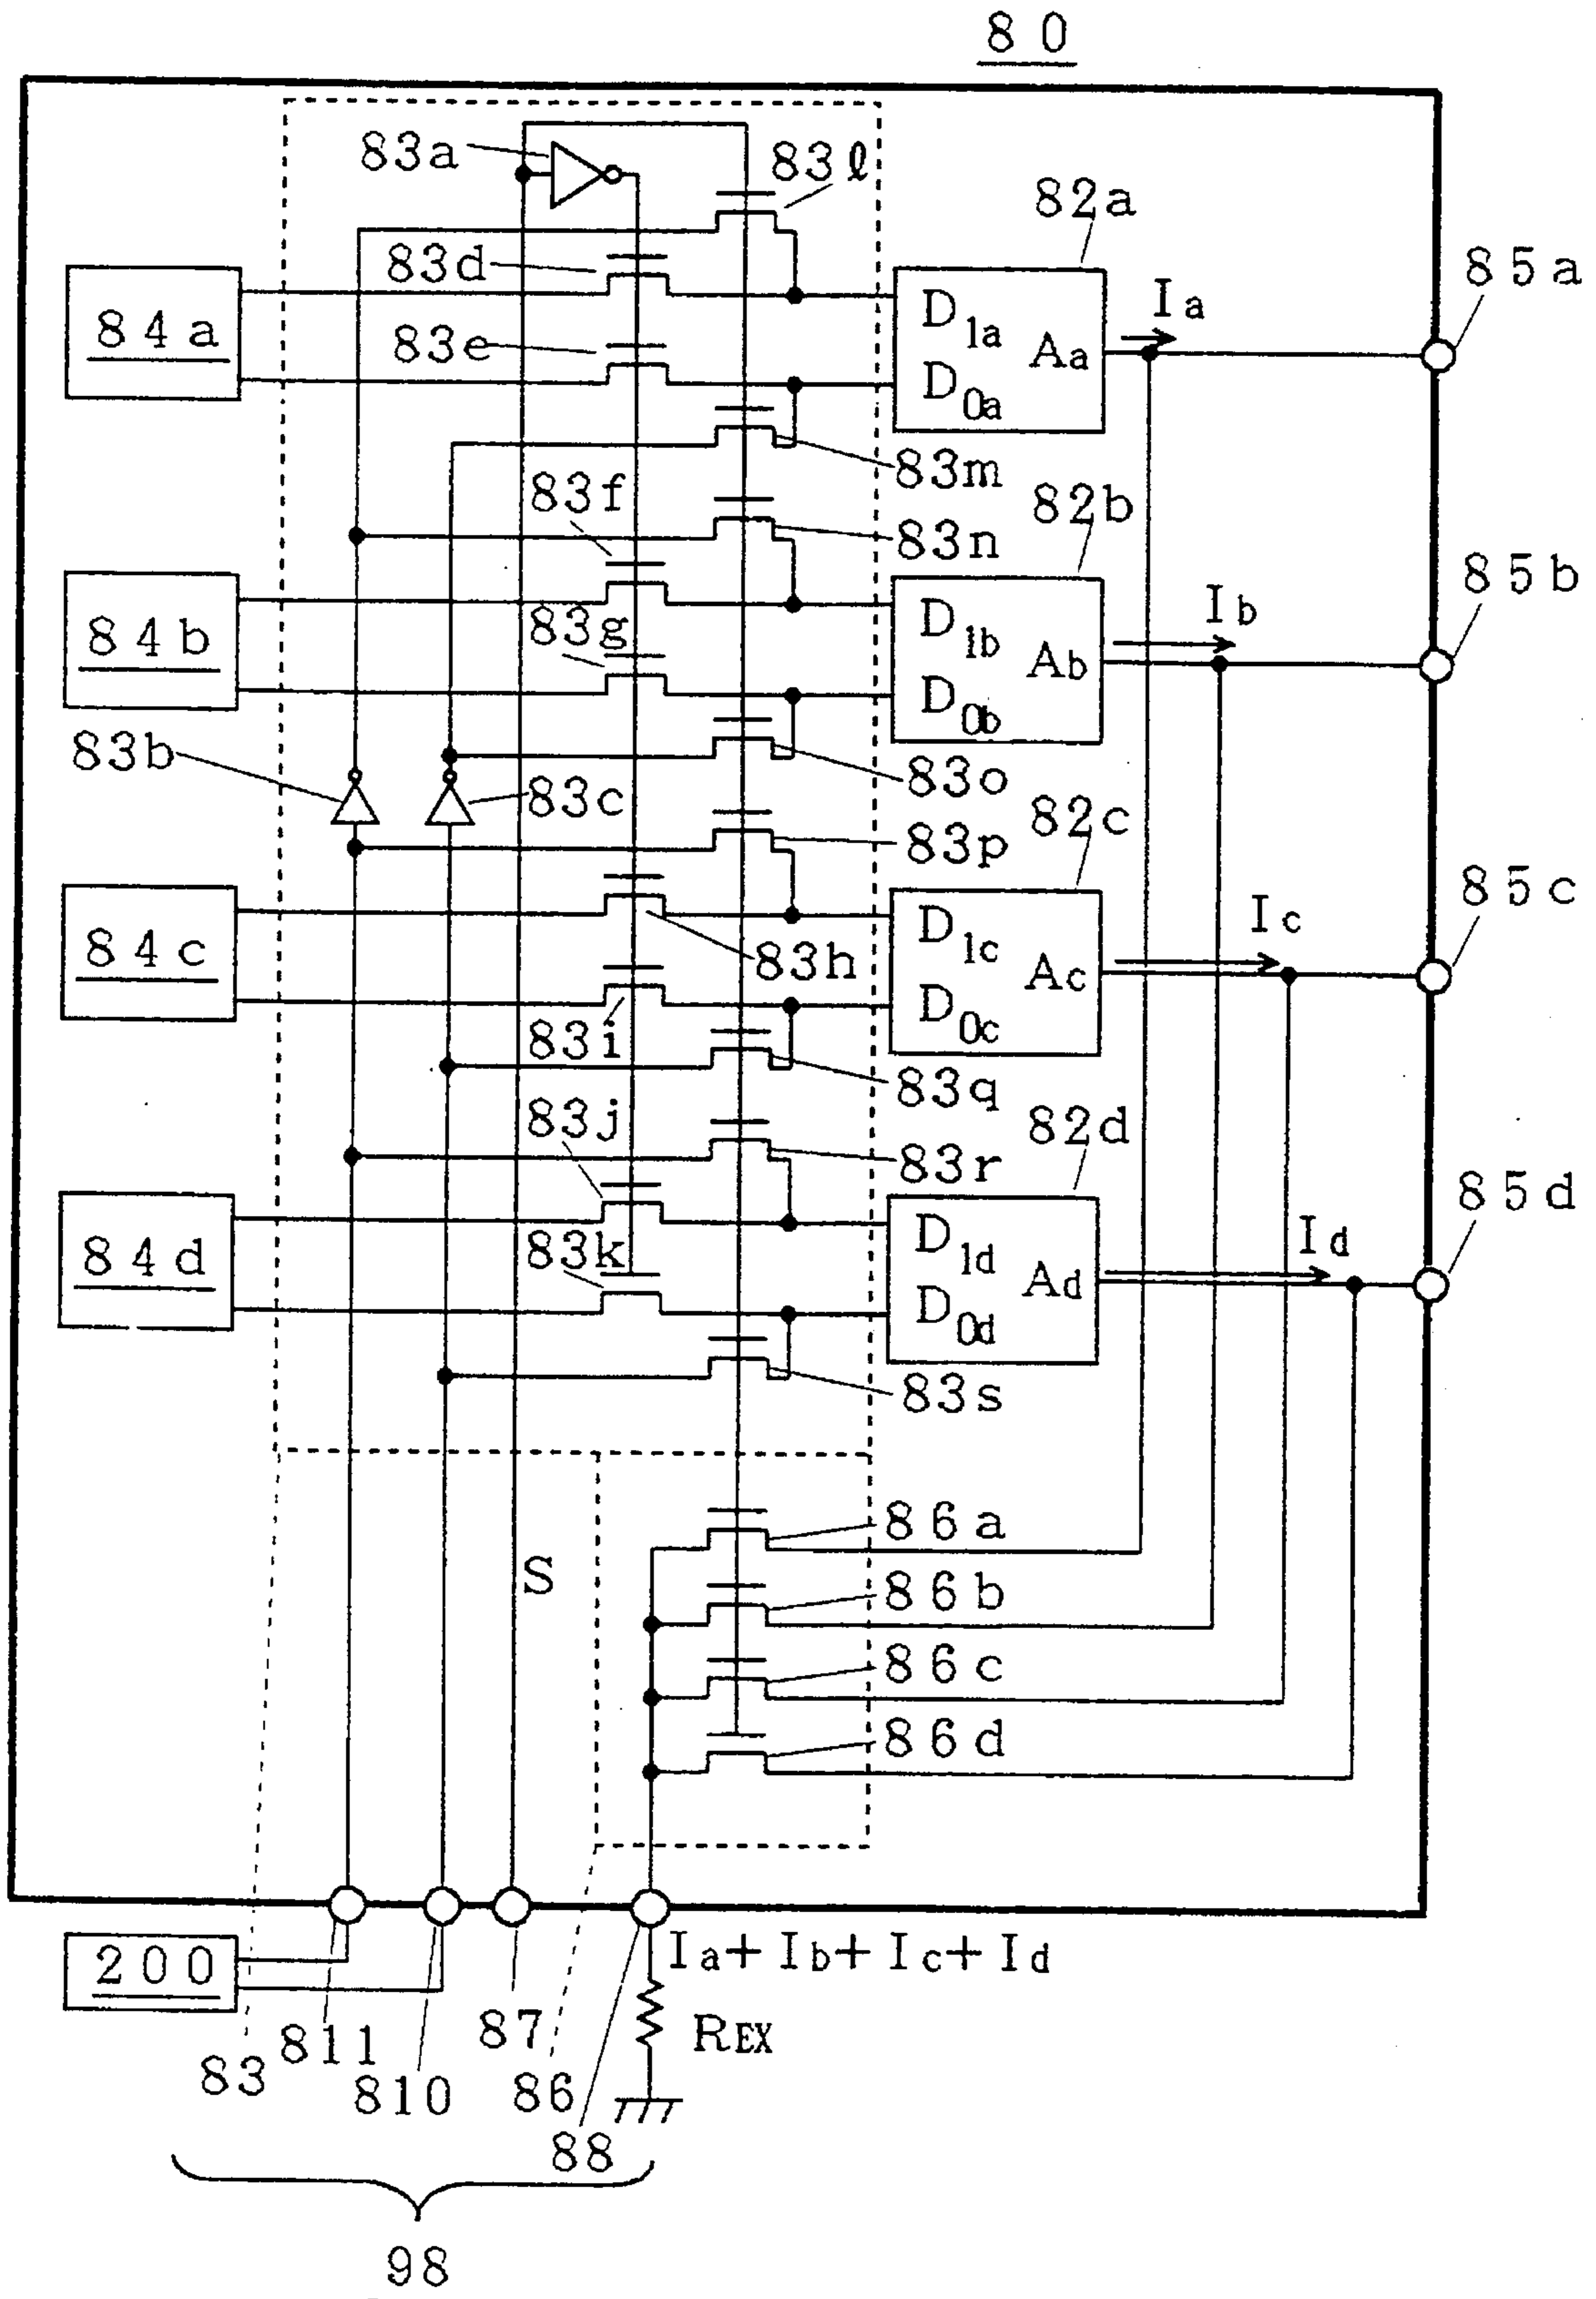 80
83a
83ℓ
82a
83d
85a
84a
83e
D1a
Aa
D0a
Ia
83m
83f
82b
83n
85b
84b
83g
D1b
Ab
D0b
Ib
83b
83c
83o
82c
83p
85c
84c
83h
D1c
Ac
D0c
Ic
83i
83q
83j
82d
83r
85d
84d
83k
D1d
Ad
D0d
Id
83s
S
86a
86b
86c
86d
200
Ia+Ib+Ic+Id
REX
83
811
810
87
86
88
98